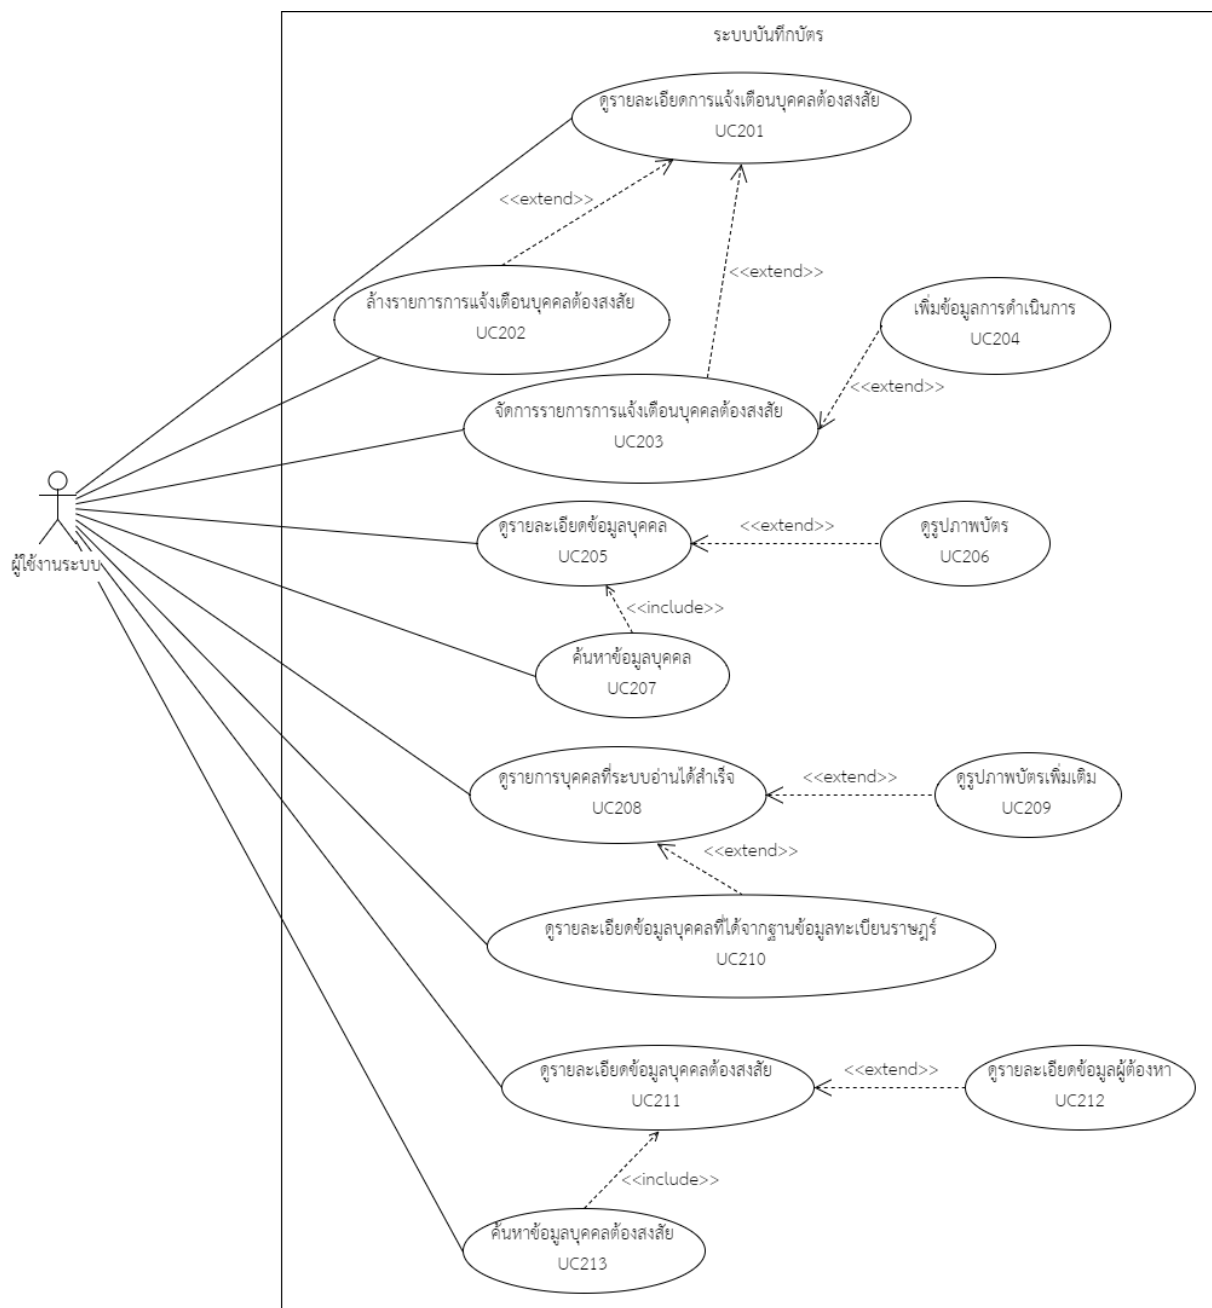 ระบบบันทึกบัตร
ดูรายละเอียดการแจ้งเตือนบุคคลต้องสงสัย
UC201
<<extend>>
<<extend>>
ล้างรายการการแจ้งเตือนบุคคลต้องสงสัย
UC202
เพิ่มข้อมูลการดำเนินการ
UC204
<<extend>>
จัดการรายการการแจ้งเตือนบุคคลต้องสงสัย
UC203
ผู้ใช้งานระบบ
ดูรายละเอียดข้อมูลบุคคล
UC205
<<extend>>
ดูรูปภาพบัตร
UC206
<<include>>
ค้นหาข้อมูลบุคคล
UC207
ดูรายการบุคคลที่ระบบอ่านได้สำเร็จ
UC208
<<extend>>
ดูรูปภาพบัตรเพิ่มเติม
UC209
<<extend>>
ดูรายละเอียดข้อมูลบุคคลที่ได้จากฐานข้อมูลทะเบียนราษฎร์
UC210
ดูรายละเอียดข้อมูลบุคคลต้องสงสัย
UC211
<<extend>>
ดูรายละเอียดข้อมูลผู้ต้องหา
UC212
<<include>>
ค้นหาข้อมูลบุคคลต้องสงสัย
UC213